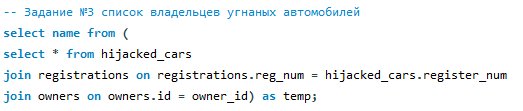 -- Задание №3 список владельцев угнаных автомобилей
select name from (
select * from hijacked_cars
join registrations on registrations.reg_num = hijacked_cars.register_num
join owners on owners.id = owner_id) as temp;